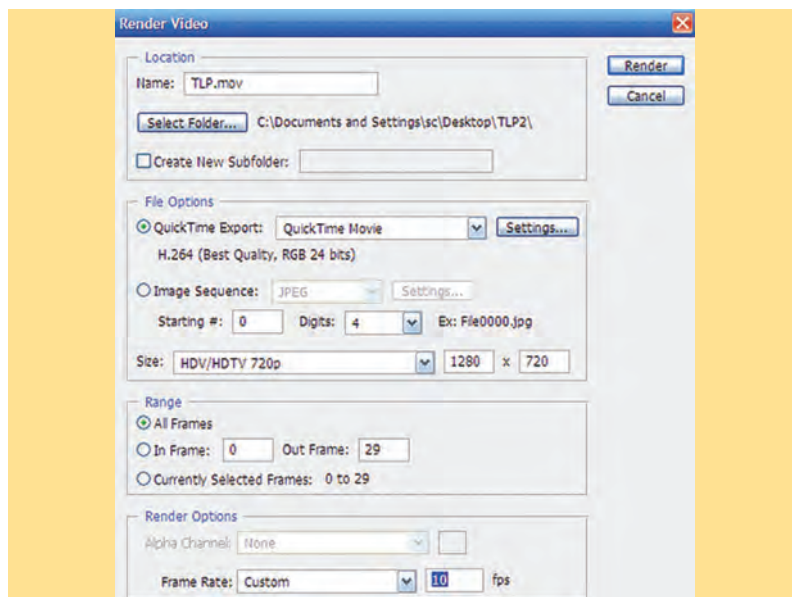 Render Video
Location
Name: TLP.mov
Render
Cancel
Select Folder... C:\Documents and Settings\sc\Desktop\TLP2\
Create New Subfolder:
File Options
QuickTime Export: QuickTime Movie Settings...
H.264 (Best Quality, RGB 24 bits)
Image Sequence: JPEG Settings...
Starting #: 0 Digits: 4 Ex: File0000.jpg
Size: HDV/HDTV 720p 1280 x 720
Range
All Frames
In Frame: 0 Out Frame: 29
Currently Selected Frames: 0 to 29
Render Options
Alpha Channel: None
Frame Rate: Custom 10 fps